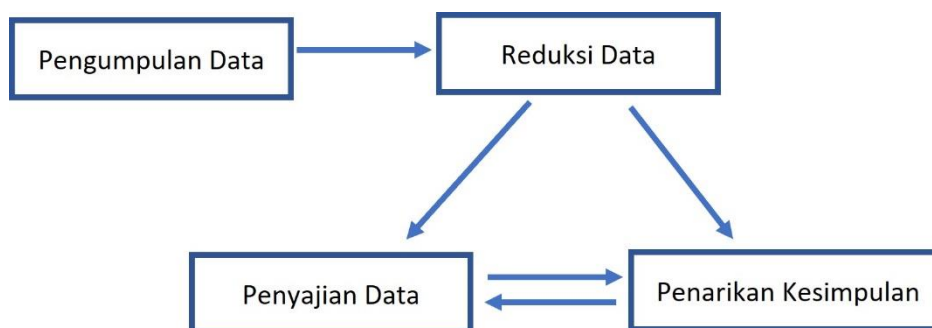 Pengumpulan Data
Reduksi Data
Penyajian Data
Penarikan Kesimpulan